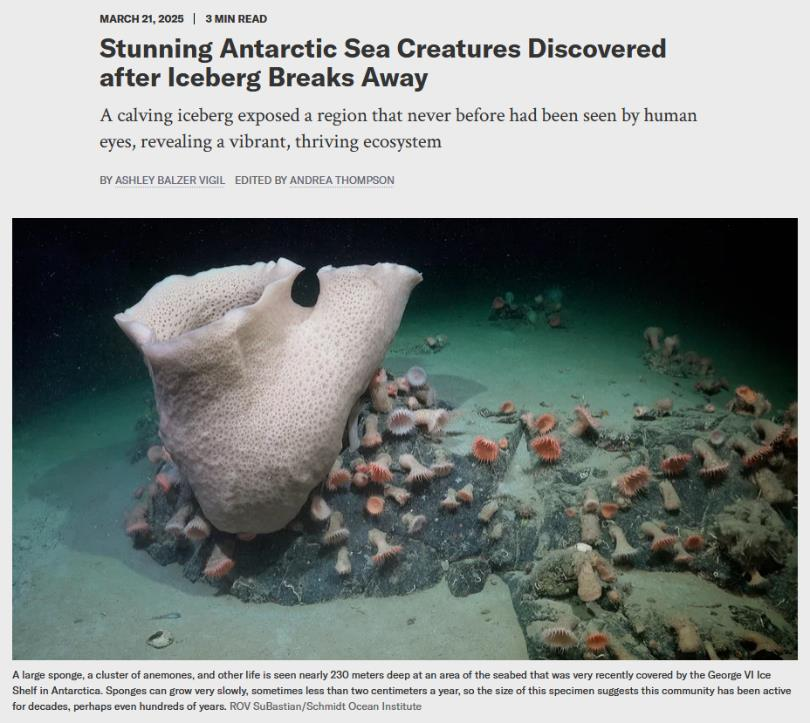 MARCH 21, 2025 | 3 MIN READ
Stunning Antarctic Sea Creatures Discovered
after Iceberg Breaks Away
A calving iceberg exposed a region that never before had been seen by human
eyes, revealing a vibrant, thriving ecosystem
BY ASHLEY BALZER VIGIL EDITED BY ANDREA THOMPSON
A large sponge, a cluster of anemones, and other life is seen nearly 230 meters deep at an area of the seabed that was very recently covered by the George VI Ice
Shelf in Antarctica. Sponges can grow very slowly, sometimes less than two centimeters a year, so the size of this specimen suggests this community has been active
for decades, perhaps even hundreds of years. ROV SuBastian/Schmidt Ocean Institute